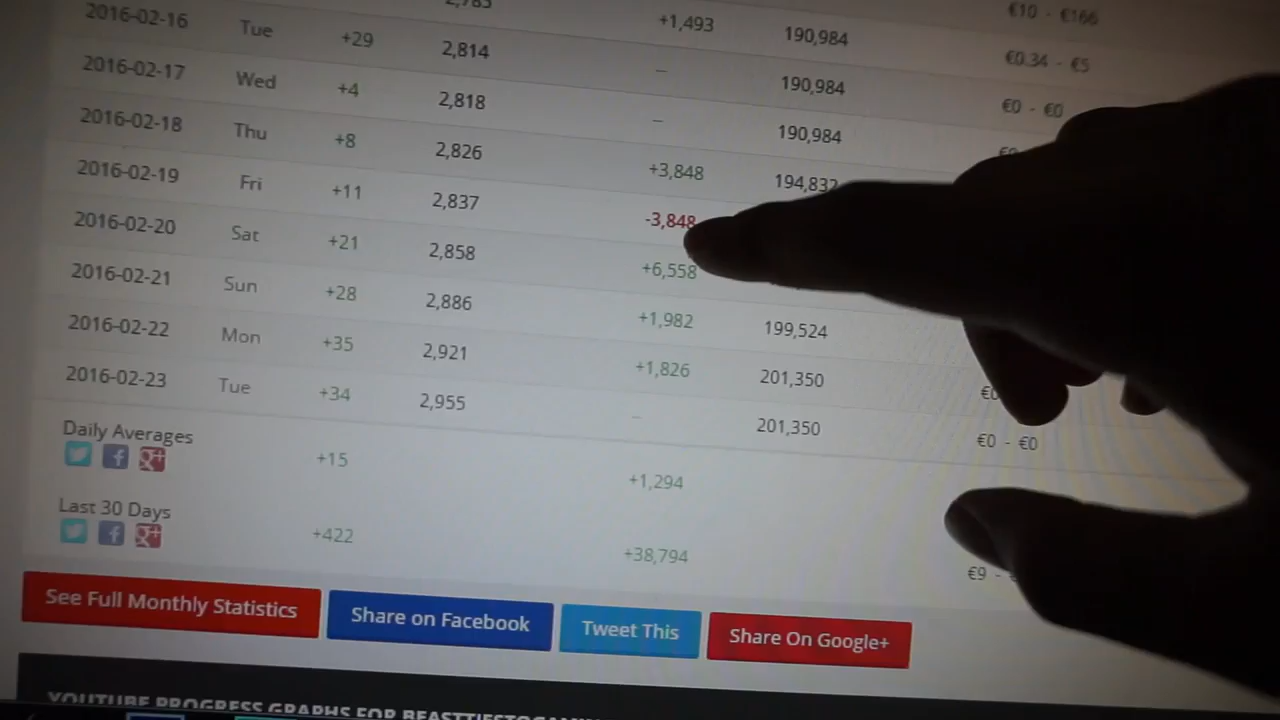 €10 - €166
+1,493 190,984 €0.34 - €5
2016-02-16 Tue +29 2,814 — 190,984 €0 - €0
2016-02-17 Wed +4 2,818 — 190,984
2016-02-18 Thu +8 2,826 +3,848 194,832
2016-02-19 Fri +11 2,837 -3,848
2016-02-20 Sat +21 2,858 +6,558
2016-02-21 Sun +28 2,886 +1,982 199,524
2016-02-22 Mon +35 2,921 +1,826 201,350 €0
2016-02-23 Tue +34 2,955 — 201,350 €0 - €0
Daily Averages +15 +1,294
Last 30 Days +422 +38,794 €9 -
See Full Monthly Statistics
Share on Facebook
Tweet This
Share On Google+
YOUTUBE PROGRESS GRAPHS FOR